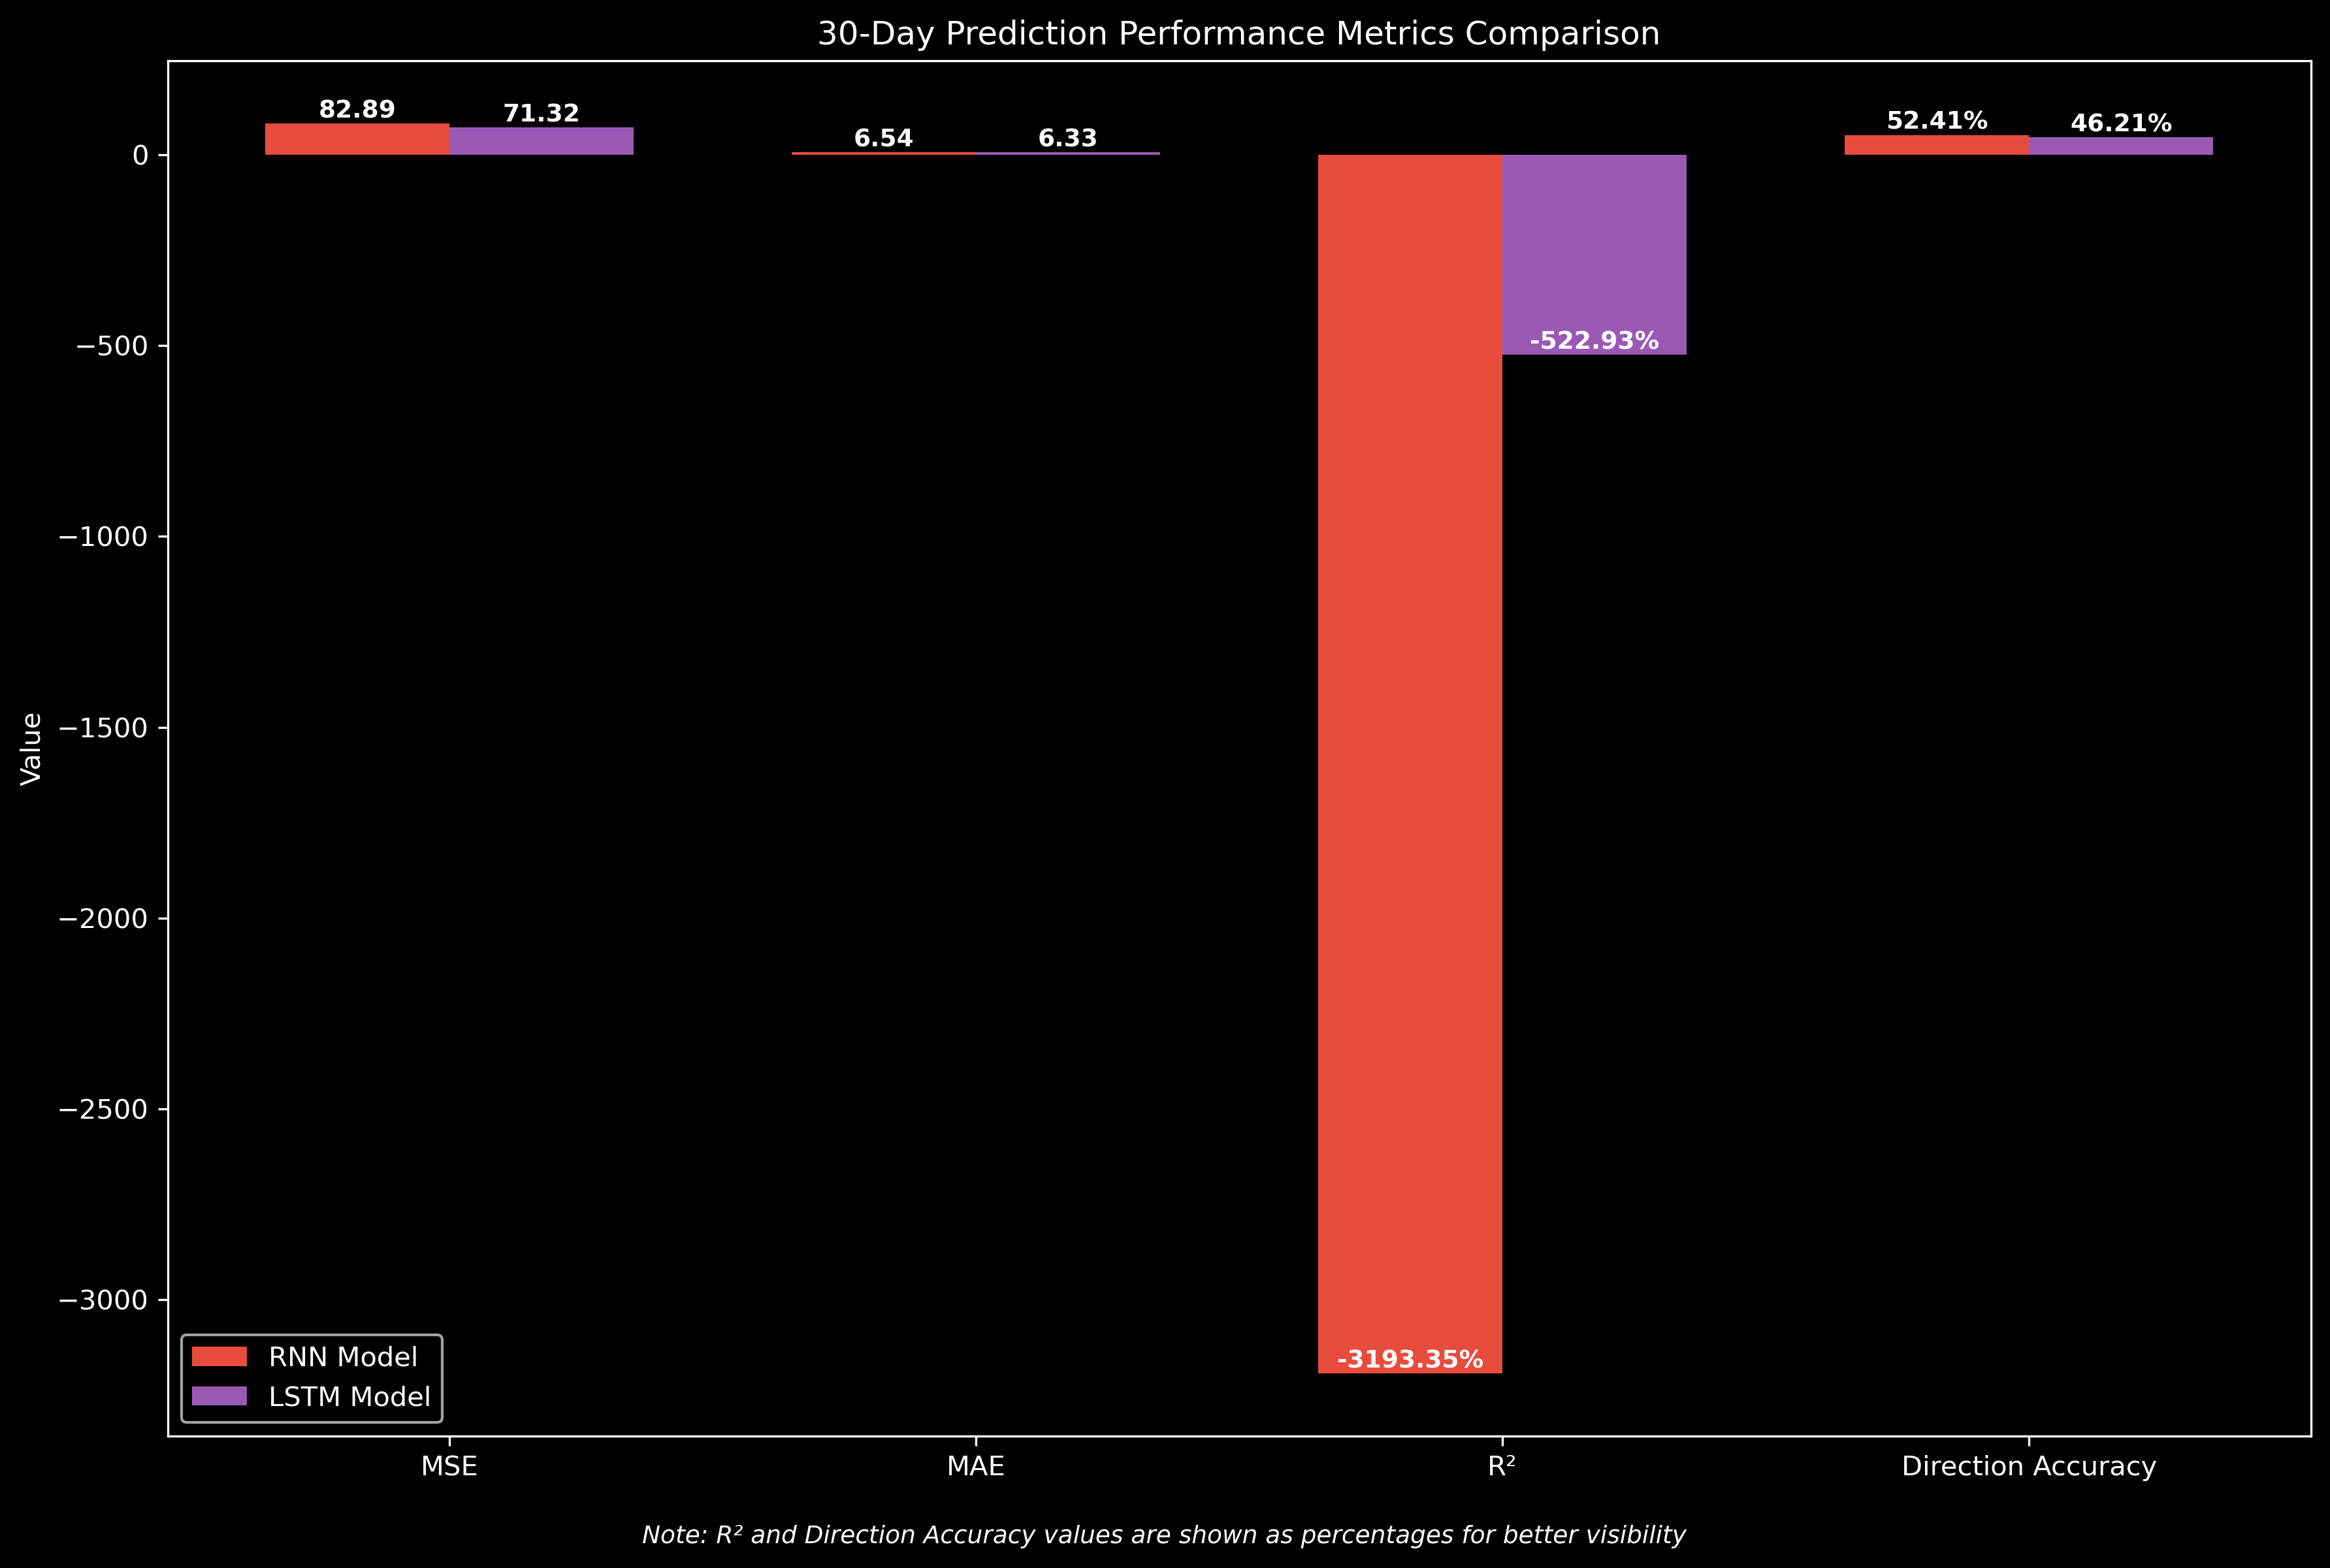 30-Day Prediction Performance Metrics Comparison
82.89
71.32
6.54
6.33
-3193.35%
-522.93%
52.41%
46.21%
0
−500
−1000
−1500
−2000
−2500
−3000
Value
RNN Model
LSTM Model
MSE
MAE
R²
Direction Accuracy
Note: R² and Direction Accuracy values are shown as percentages for better visibility